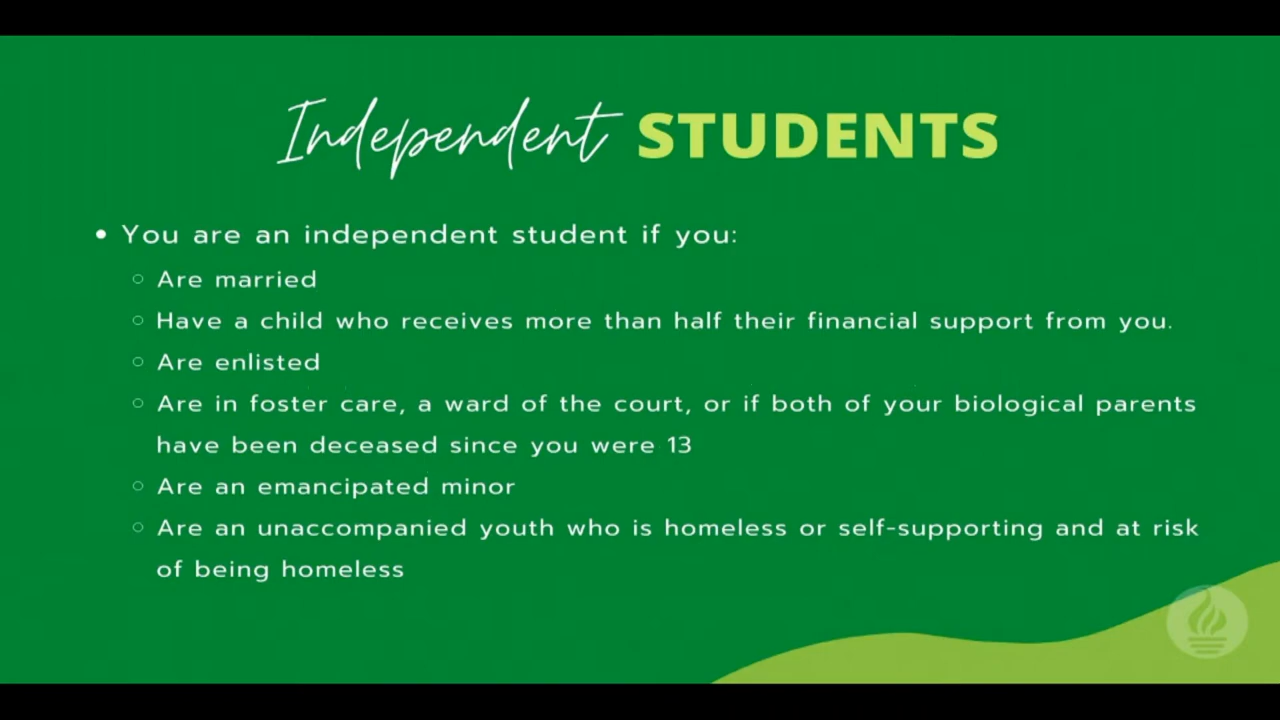 Independent STUDENTS
• You are an independent student if you:
○ Are married
○ Have a child who receives more than half their financial support from you.
○ Are enlisted
○ Are in foster care, a ward of the court, or if both of your biological parents
have been deceased since you were 13
○ Are an emancipated minor
○ Are an unaccompanied youth who is homeless or self-supporting and at risk
of being homeless